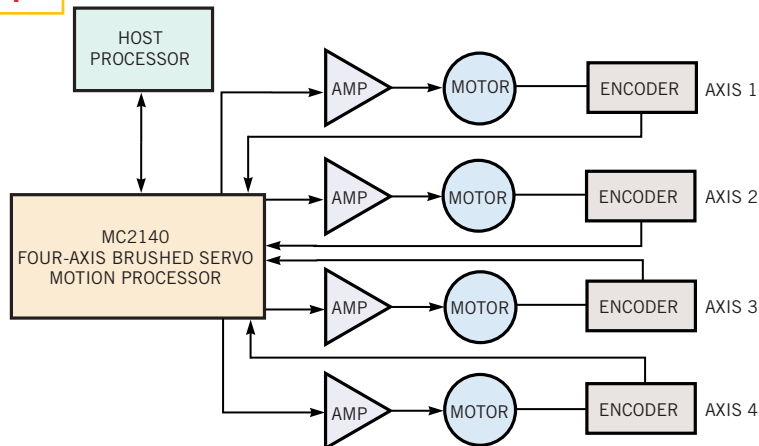 HOST
PROCESSOR
AMP
MOTOR
ENCODER
AXIS 1
AMP
MOTOR
ENCODER
AXIS 2
MC2140
FOUR-AXIS BRUSHED SERVO
MOTION PROCESSOR
AMP
MOTOR
ENCODER
AXIS 3
AMP
MOTOR
ENCODER
AXIS 4